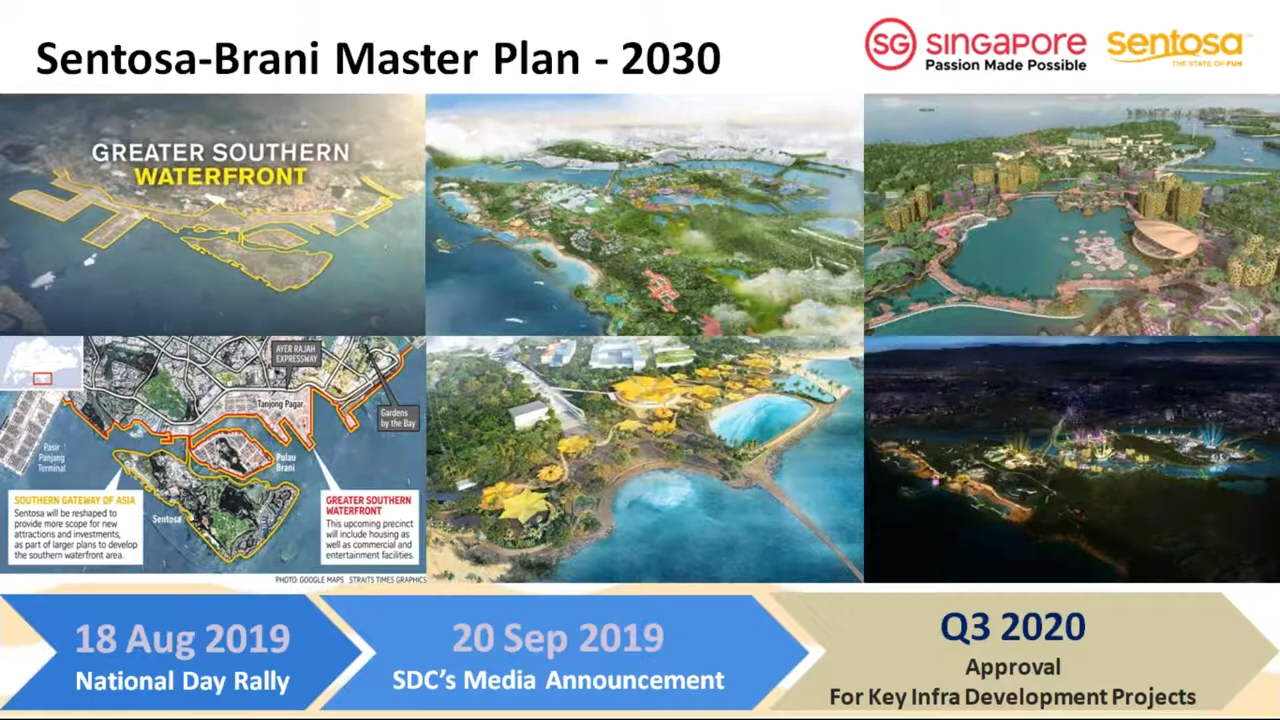 Sentosa-Brani Master Plan - 2030
SG SINGAPORE
Passion Made Possible
Sentosa
THE STATE OF FUN
GREATER SOUTHERN
WATERFRONT
AYER RAJAH
EXPRESSWAY
Tanjong Pagar
Gardens
by the Bay
Pasir
Panjang
Terminal
Pulau
Brani
Sentosa
SOUTHERN GATEWAY OF ASIA
Sentosa will be reshaped to
provide more scope for new
attractions and investments,
as part of larger plans to develop
the southern waterfront area.
GREATER SOUTHERN
WATERFRONT
This upcoming precinct
will include housing as
well as commercial and
entertainment facilities.
PHOTO: GOOGLE MAPS STRAITS TIMES GRAPHICS
18 Aug 2019
National Day Rally
20 Sep 2019
SDC's Media Announcement
Q3 2020
Approval
For Key Infra Development Projects